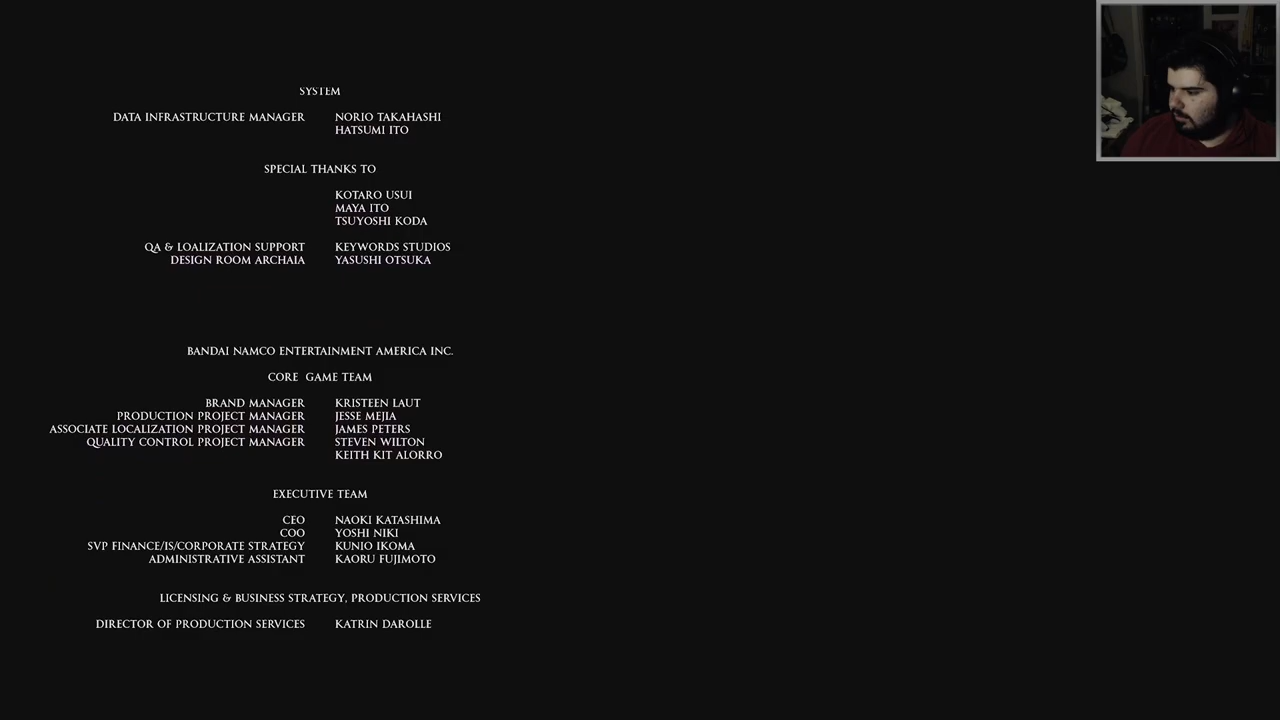 SYSTEM
DATA INFRASTRUCTURE MANAGER NORIO TAKAHASHI
HATSUMI ITO
SPECIAL THANKS TO
KOTARO USUI
MAYA ITO
TSUYOSHI KODA
QA & LOALIZATION SUPPORT KEYWORDS STUDIOS
DESIGN ROOM ARCHAIA YASUSHI OTSUKA
BANDAI NAMCO ENTERTAINMENT AMERICA INC.
CORE GAME TEAM
BRAND MANAGER KRISTEEN LAUT
PRODUCTION PROJECT MANAGER JESSE MEJIA
ASSOCIATE LOCALIZATION PROJECT MANAGER JAMES PETERS
QUALITY CONTROL PROJECT MANAGER STEVEN WILTON
KEITH KIT ALORRO
EXECUTIVE TEAM
CEO NAOKI KATASHIMA
COO YOSHI NIKI
SVP FINANCE/IS/CORPORATE STRATEGY KUNIO IKOMA
ADMINISTRATIVE ASSISTANT KAORU FUJIMOTO
LICENSING & BUSINESS STRATEGY, PRODUCTION SERVICES
DIRECTOR OF PRODUCTION SERVICES KATRIN DAROLLE